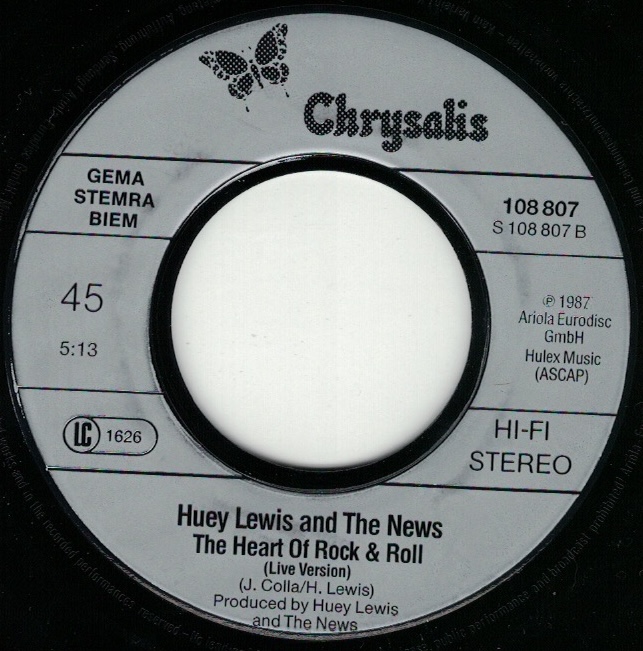 Chrysalis
GEMA
STEMRA
BIEM
108 807
S 108 807 B
45
5:13
℗ 1987
Ariola Eurodisc
GmbH
Hulex Music
(ASCAP)
LC 1626
HI-FI
STEREO
Huey Lewis and The News
The Heart Of Rock & Roll
(Live Version)
(J. Colla/H. Lewis)
Produced by Huey Lewis
and The News